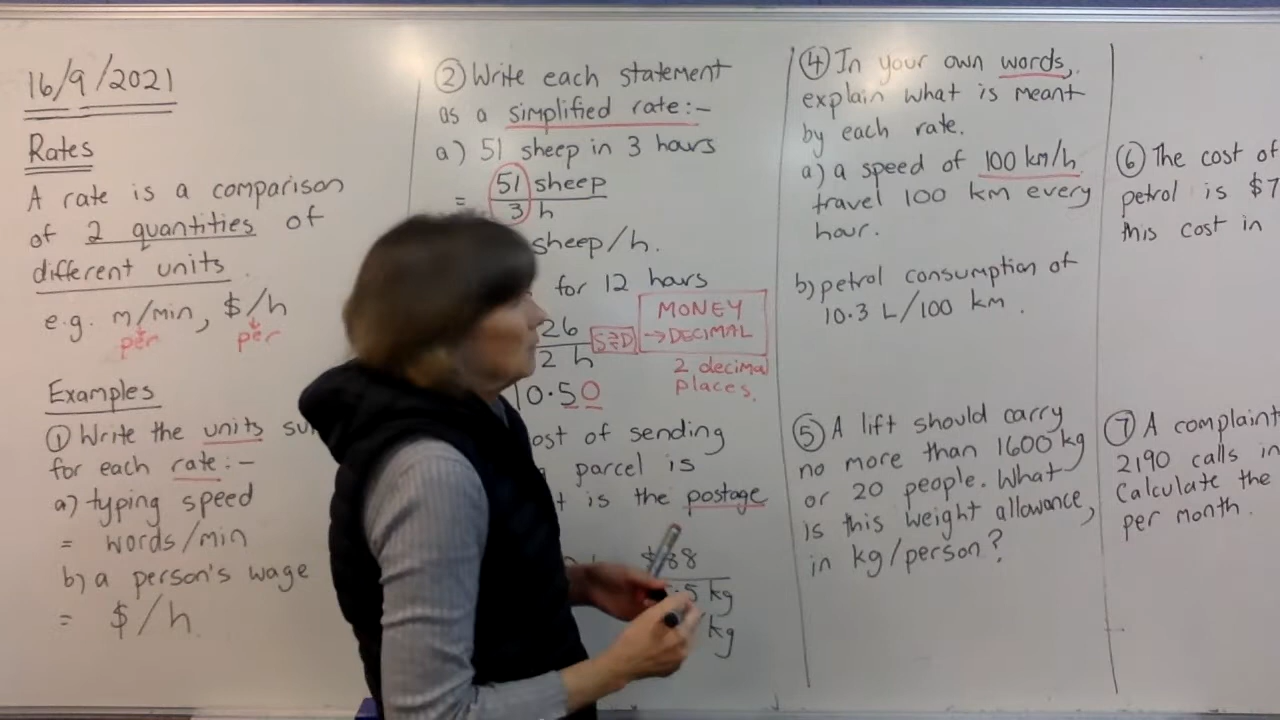 16/9/2021
Rates
A rate is a comparison
of 2 quantities of
different units.
e.g. m/min, $/h
per per
Examples
① Write the units
for each rate:-
a) typing speed
= words/min
b) a person's wage
= $/h
② Write each statement
as a simplified rate:-
a) 51 sheep in 3 hours
= 51 sheep
3 h
sheep/h.
for 12 hours
26
2 h
S⇌D
MONEY
→DECIMAL
2 decimal
places.
10.50
of sending
parcel is
is the postage
88
.5 kg
kg
④ In your own words,
explain what is meant
by each rate.
a) a speed of 100 km/h.
travel 100 km every
hour.
b) petrol consumption of
10.3 L/100 km.
⑤ A lift should carry
no more than 1600 kg
or 20 people. What
is this weight allowance,
in kg/person?
⑥ The cost of
petrol is $7
this cost in
⑦ A complaint
2190 calls in
Calculate the
per month.